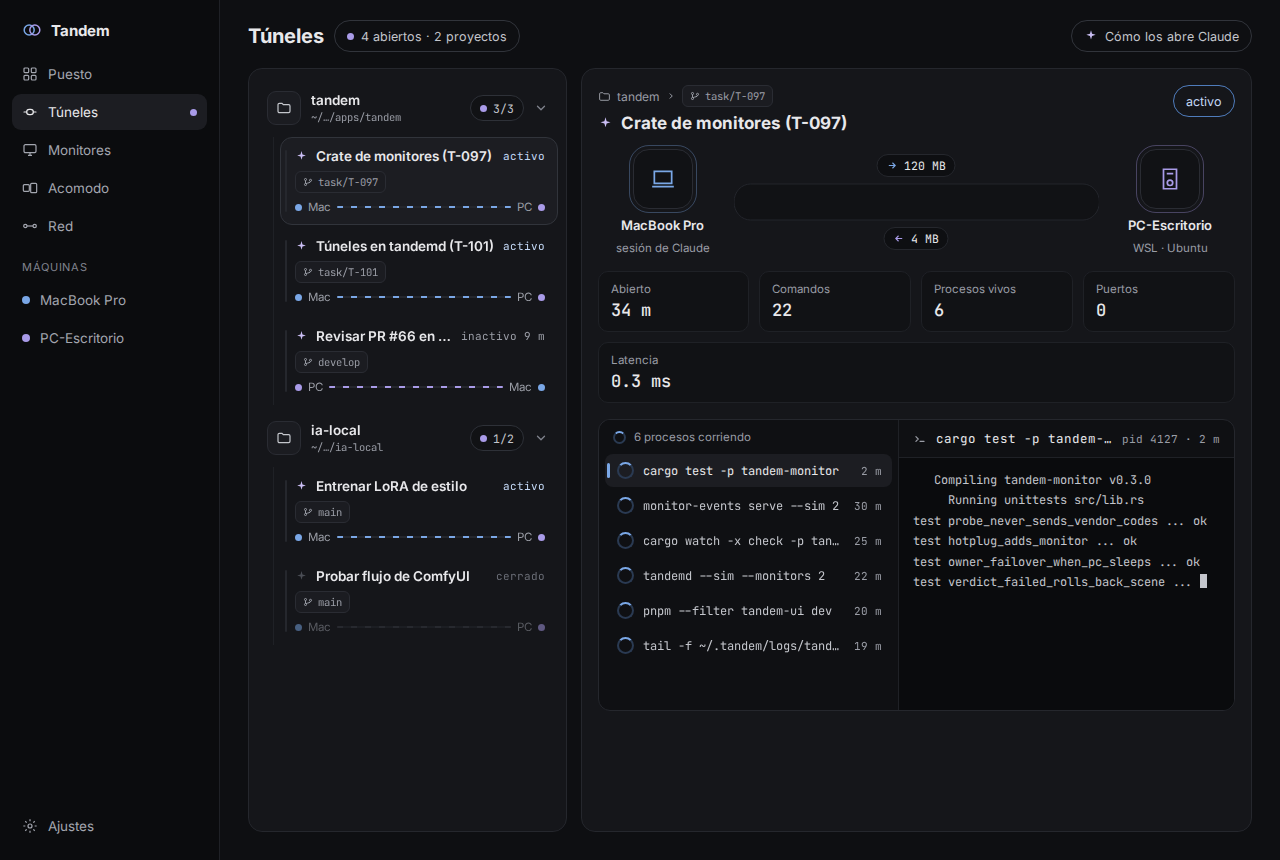 Tandem
Puesto
Túneles
Monitores
Acomodo
Red
MÁQUINAS
MacBook Pro
PC-Escritorio
Ajustes
Túneles
4 abiertos · 2 proyectos
Cómo los abre Claude
tandem
~/…/apps/tandem
3/3
Crate de monitores (T-097)
activo
task/T-097
Mac
PC
Túneles en tandemd (T-101)
activo
task/T-101
Mac
PC
Revisar PR #66 en …
inactivo 9 m
develop
PC
Mac
ia-local
~/…/ia-local
1/2
Entrenar LoRA de estilo
activo
main
Mac
PC
Probar flujo de ComfyUI
cerrado
main
Mac
PC
tandem
task/T-097
Crate de monitores (T-097)
activo
MacBook Pro
sesión de Claude
→ 120 MB
← 4 MB
PC-Escritorio
WSL · Ubuntu
Abierto
34 m
Comandos
22
Procesos vivos
6
Puertos
0
Latencia
0.3 ms
6 procesos corriendo
cargo test -p tandem-monitor 2 m
monitor-events serve --sim 2 30 m
cargo watch -x check -p tan… 25 m
tandemd --sim --monitors 2 22 m
pnpm --filter tandem-ui dev 20 m
tail -f ~/.tandem/logs/tand… 19 m
cargo test -p tandem-… pid 4127 · 2 m
Compiling tandem-monitor v0.3.0
Running unittests src/lib.rs
test probe_never_sends_vendor_codes ... ok
test hotplug_adds_monitor ... ok
test owner_failover_when_pc_sleeps ... ok
test verdict_failed_rolls_back_scene ...